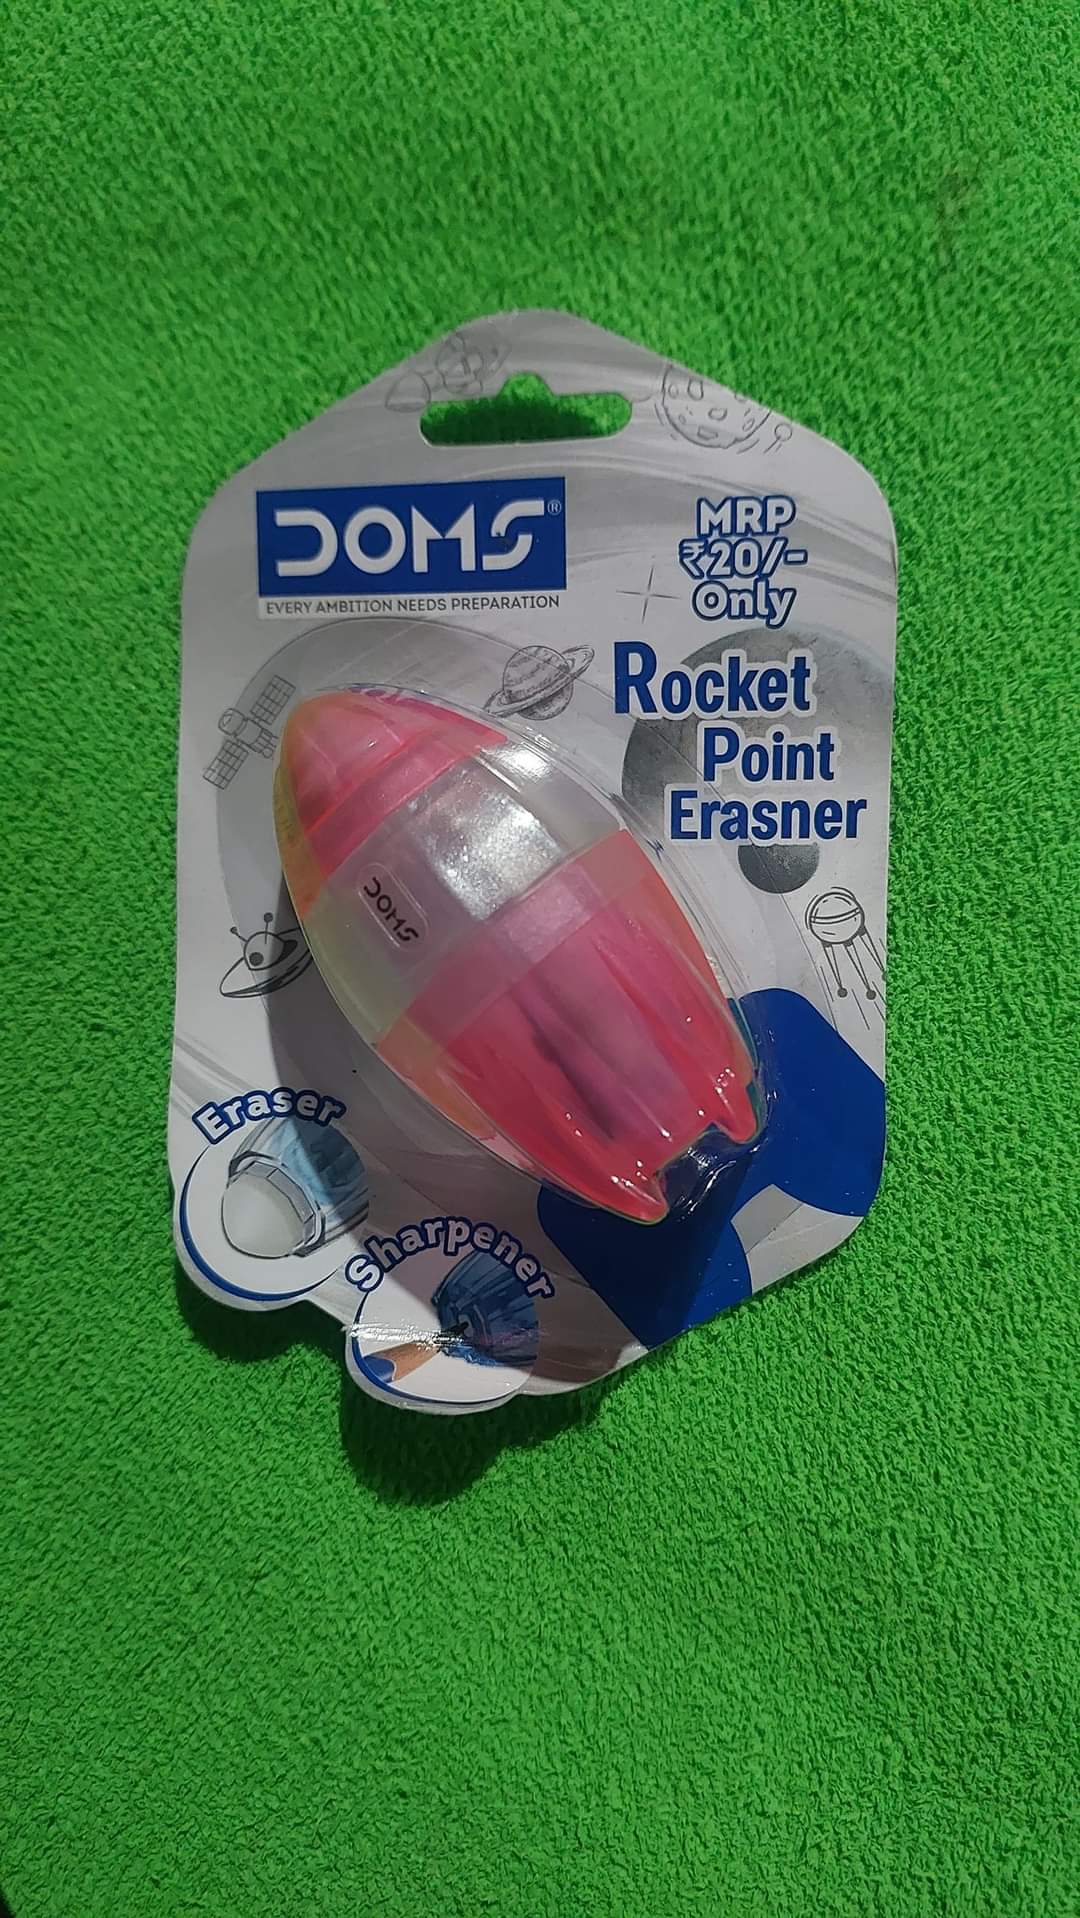 DOMS®
EVERY AMBITION NEEDS PREPARATION
MRP
₹20/-
Only
Rocket
Point
Erasner
DOMS
Eraser
Sharpener